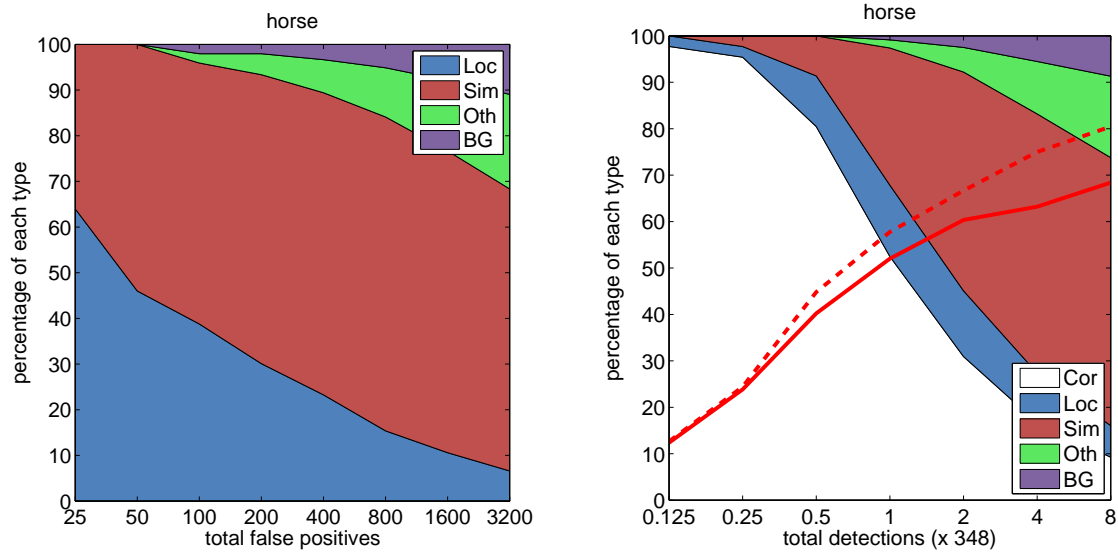 horse
percentage of each type
100
90
80
70
60
50
40
30
20
10
0
Loc
Sim
Oth
BG
25 50 100 200 400 800 1600 3200
total false positives
horse
percentage of each type
100
90
80
70
60
50
40
30
20
10
0
Cor
Loc
Sim
Oth
BG
0.125 0.25 0.5 1 2 4 8
total detections (x 348)